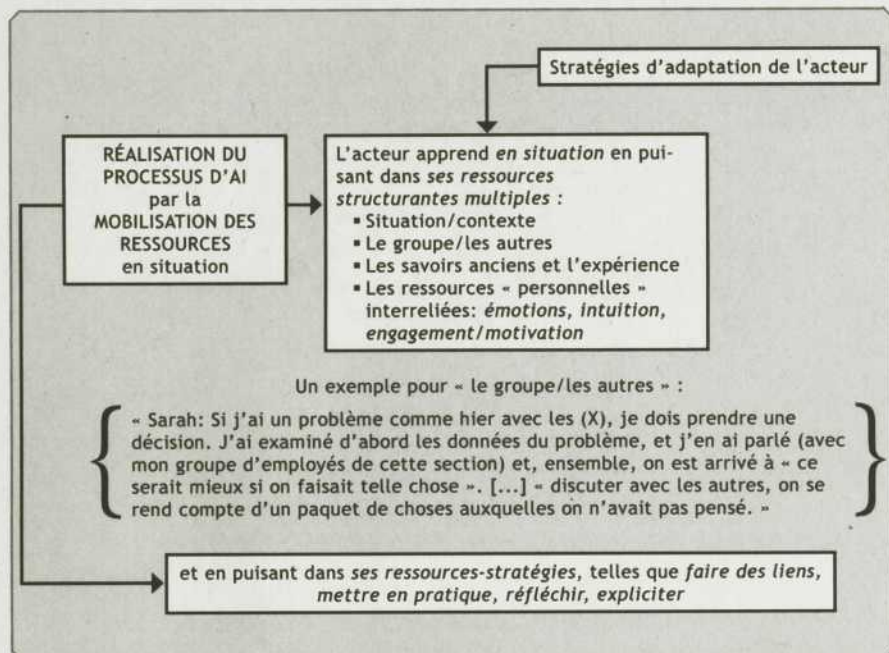 Stratégies d'adaptation de l'acteur
RÉALISATION DU
PROCESSUS D'AI
par la
MOBILISATION DES
RESSOURCES
en situation
L'acteur apprend en situation en pui-
sant dans ses ressources
structurantes multiples :
▪ Situation/contexte
▪ Le groupe/les autres
▪ Les savoirs anciens et l'expérience
▪ Les ressources « personnelles »
interreliées: émotions, intuition,
engagement/motivation
Un exemple pour « le groupe/les autres » :
« Sarah: Si j'ai un problème comme hier avec les (X), je dois prendre une
décision. J'ai examiné d'abord les données du problème, et j'en ai parlé (avec
mon groupe d'employés de cette section) et, ensemble, on est arrivé à « ce
serait mieux si on faisait telle chose ». [...] « discuter avec les autres, on se
rend compte d'un paquet de choses auxquelles on n'avait pas pensé. »
et en puisant dans ses ressources-stratégies, telles que faire des liens,
mettre en pratique, réfléchir, expliciter